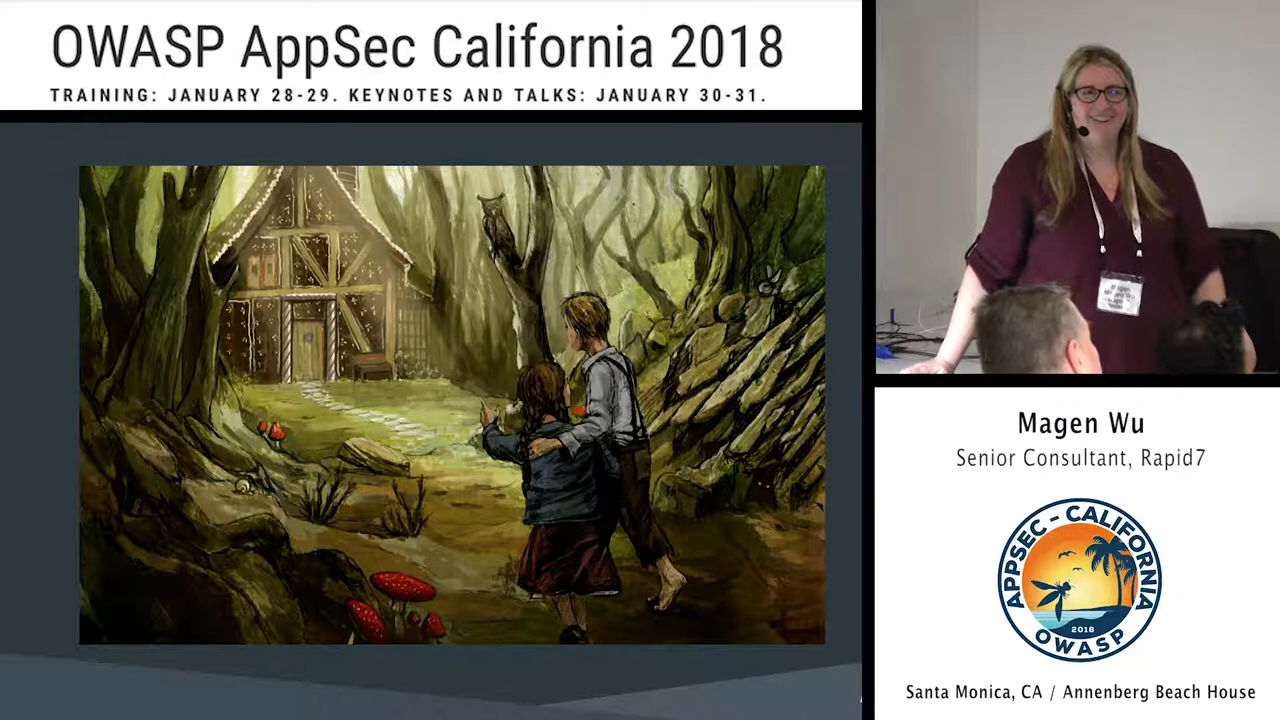 OWASP AppSec California 2018
TRAINING: JANUARY 28-29. KEYNOTES AND TALKS: JANUARY 30-31.
Magen
Magen Wu
Senior Consultant, Rapid7
APPSEC - CALIFORNIA
2018
OWASP
Santa Monica, CA / Annenberg Beach House